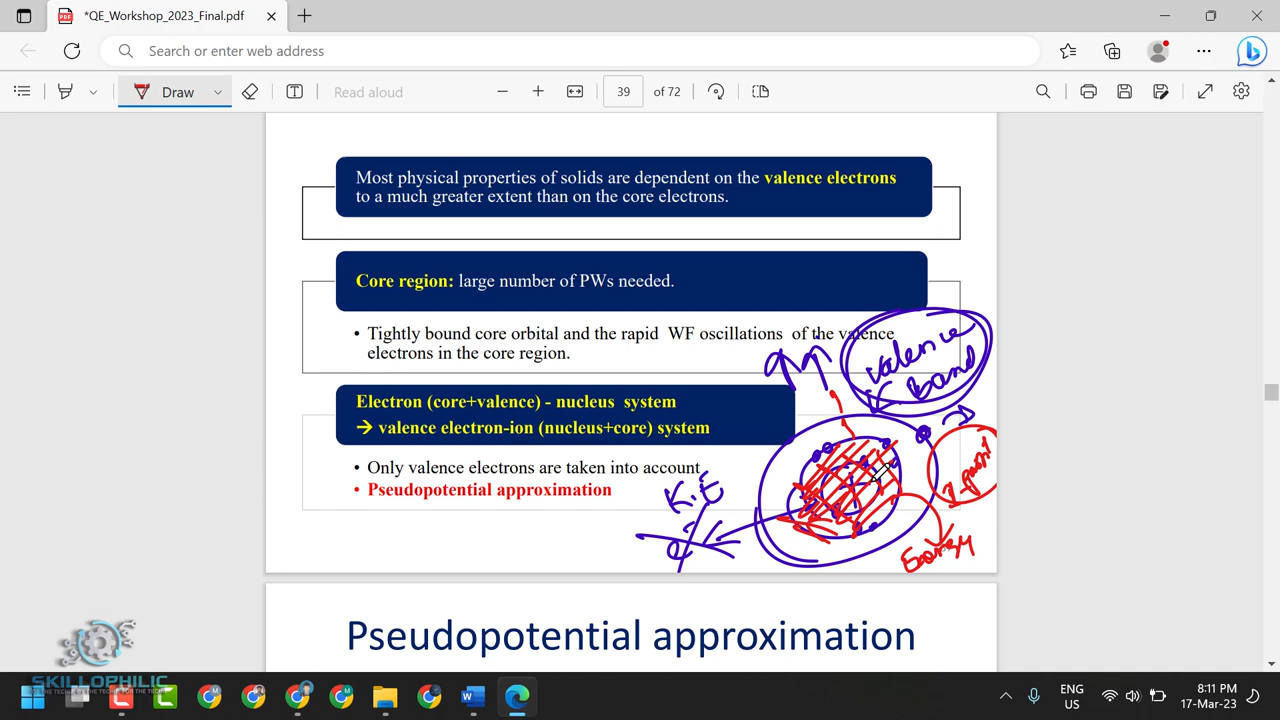 *QE_Workshop_2023_Final.pdf
Search or enter web address
Draw
Read aloud
39
of 72
Most physical properties of solids are dependent on the valence electrons
to a much greater extent than on the core electrons.
Core region: large number of PWs needed.
• Tightly bound core orbital and the rapid WF oscillations of the valence
electrons in the core region.
valence
band
Electron (core+valence) - nucleus system
→ valence electron-ion (nucleus+core) system
• Only valence electrons are taken into account
• Pseudopotential approximation
K.E
Energy
Pseudopotential approximation
SKILLOPHILIC
ENG
US
8:11 PM
17-Mar-23